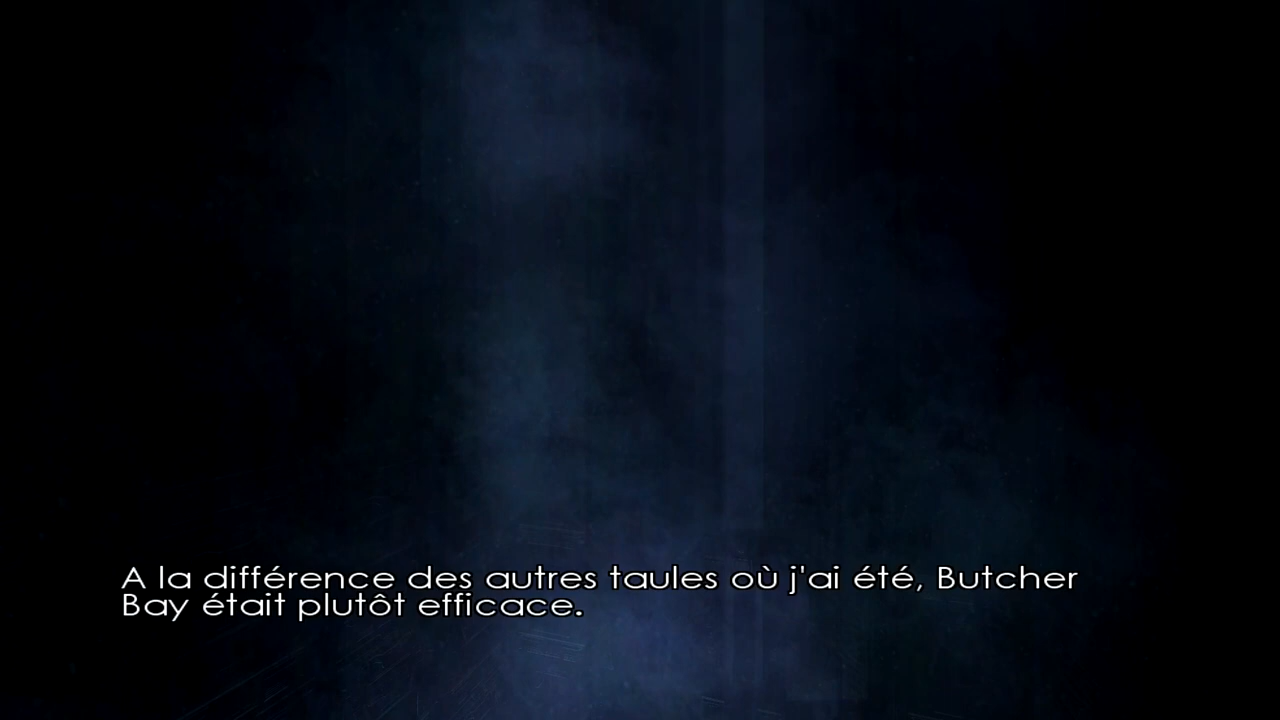 A la différence des autres taules où j'ai été, Butcher
Bay était plutôt efficace.